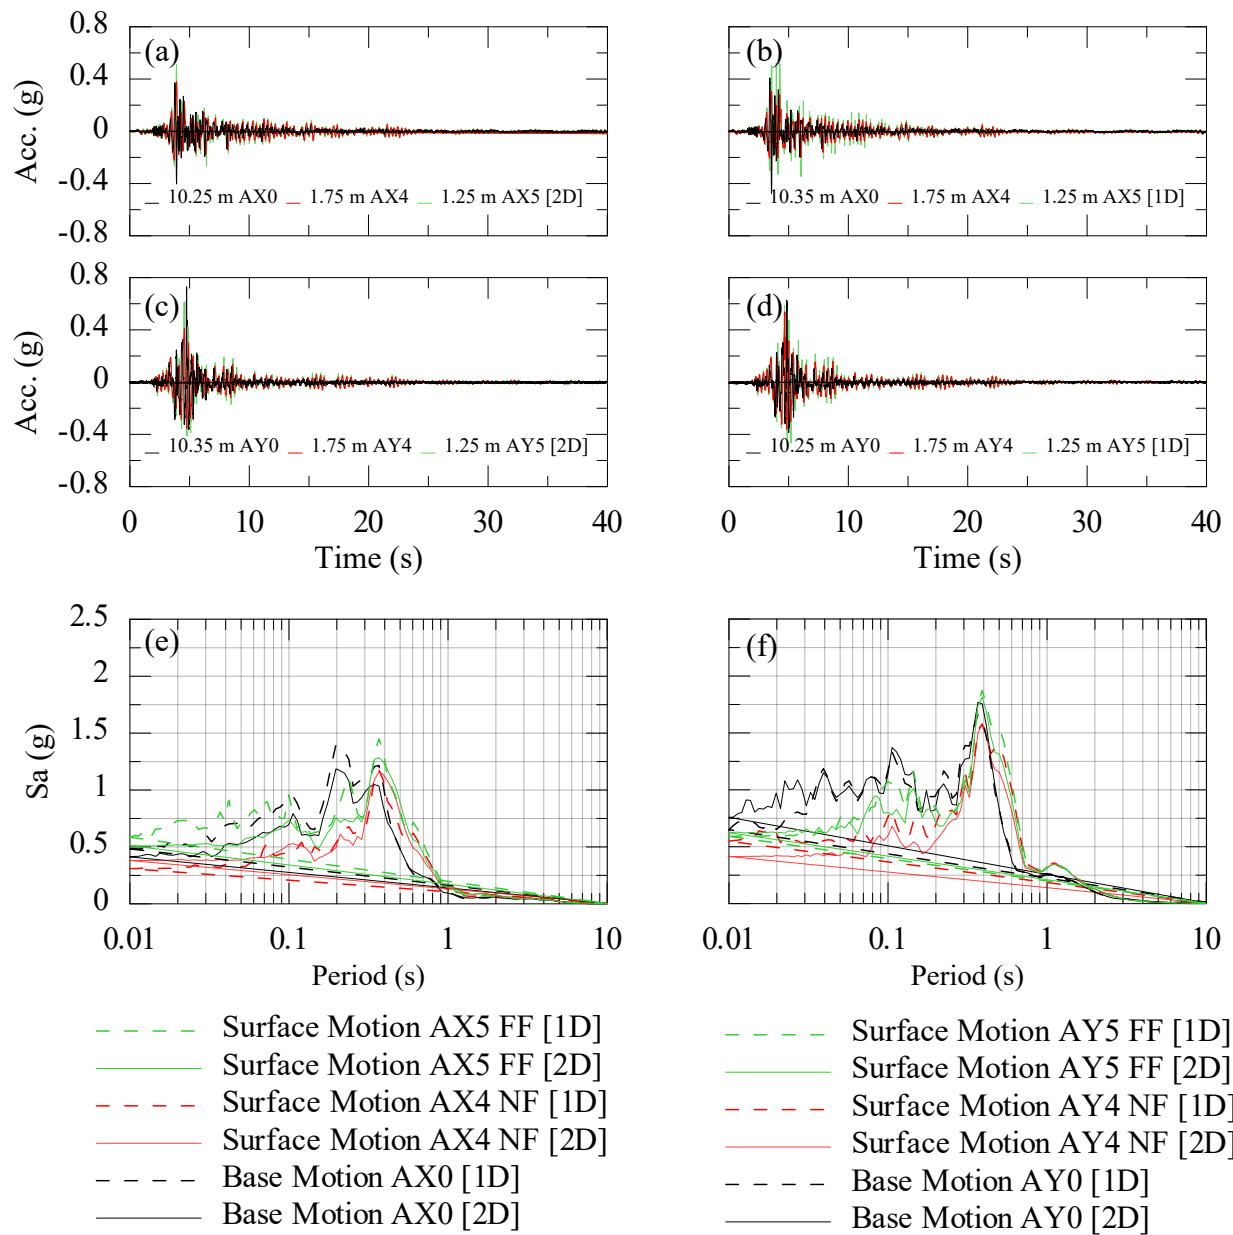 0.8
(a)
(b)
0.4
Acc. (g)
0
-0.4
10.25 m AX0 1.75 m AX4 1.25 m AX5 [2D]
10.35 m AX0 1.75 m AX4 1.25 m AX5 [1D]
-0.8
0.8
(c)
(d)
0.4
Acc. (g)
0
-0.4
10.35 m AY0 1.75 m AY4 1.25 m AY5 [2D]
10.25 m AY0 1.75 m AY4 1.25 m AY5 [1D]
-0.8
0 10 20 30 40
0 10 20 30 40
Time (s)
Time (s)
2.5
(e)
(f)
2
1.5
Sa (g)
1
0.5
0
0.01 0.1 1 10
0.01 0.1 1 10
Period (s)
Period (s)
Surface Motion AX5 FF [1D]
Surface Motion AX5 FF [2D]
Surface Motion AX4 NF [1D]
Surface Motion AX4 NF [2D]
Base Motion AX0 [1D]
Base Motion AX0 [2D]
Surface Motion AY5 FF [1D]
Surface Motion AY5 FF [2D]
Surface Motion AY4 NF [1D]
Surface Motion AY4 NF [2D]
Base Motion AY0 [1D]
Base Motion AY0 [2D]